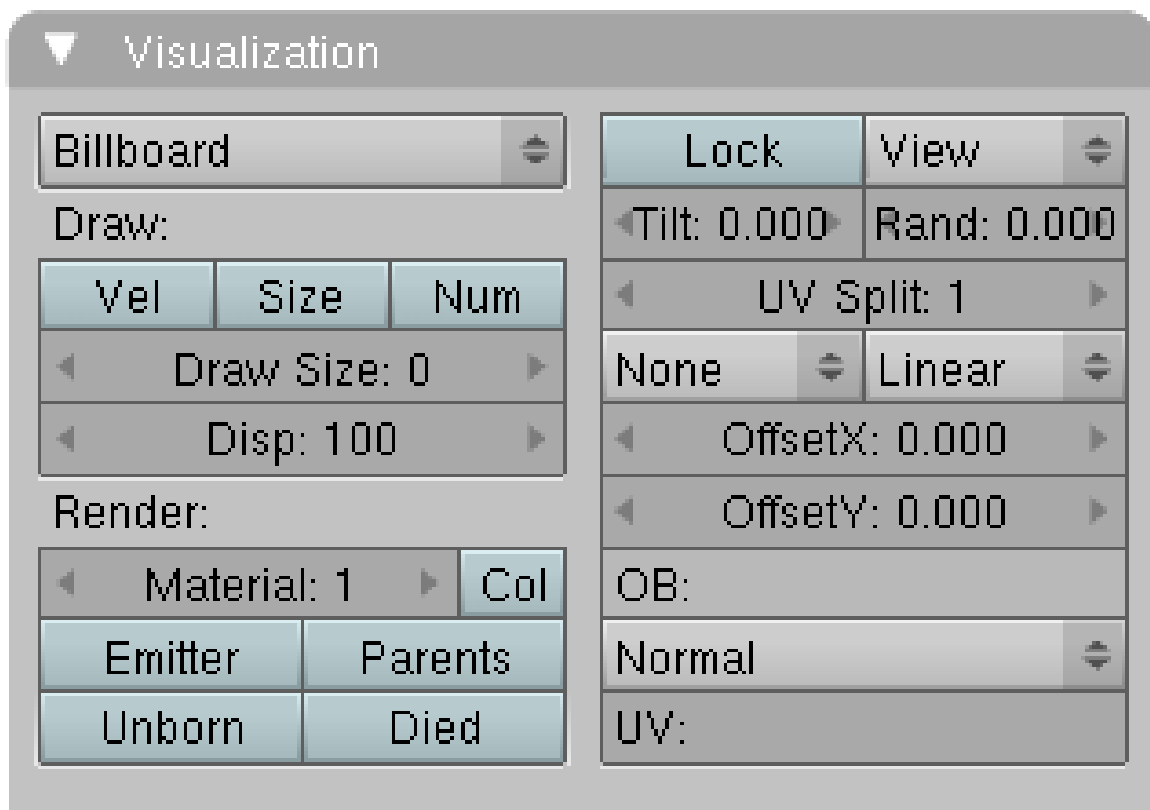 Visualization
Billboard
Draw:
Vel Size Num
Draw Size: 0
Disp: 100
Render:
Material: 1 Col
Emitter Parents
Unborn Died
Lock View
Tilt: 0.000 Rand: 0.000
UV Split: 1
None Linear
OffsetX: 0.000
OffsetY: 0.000
OB:
Normal
UV: